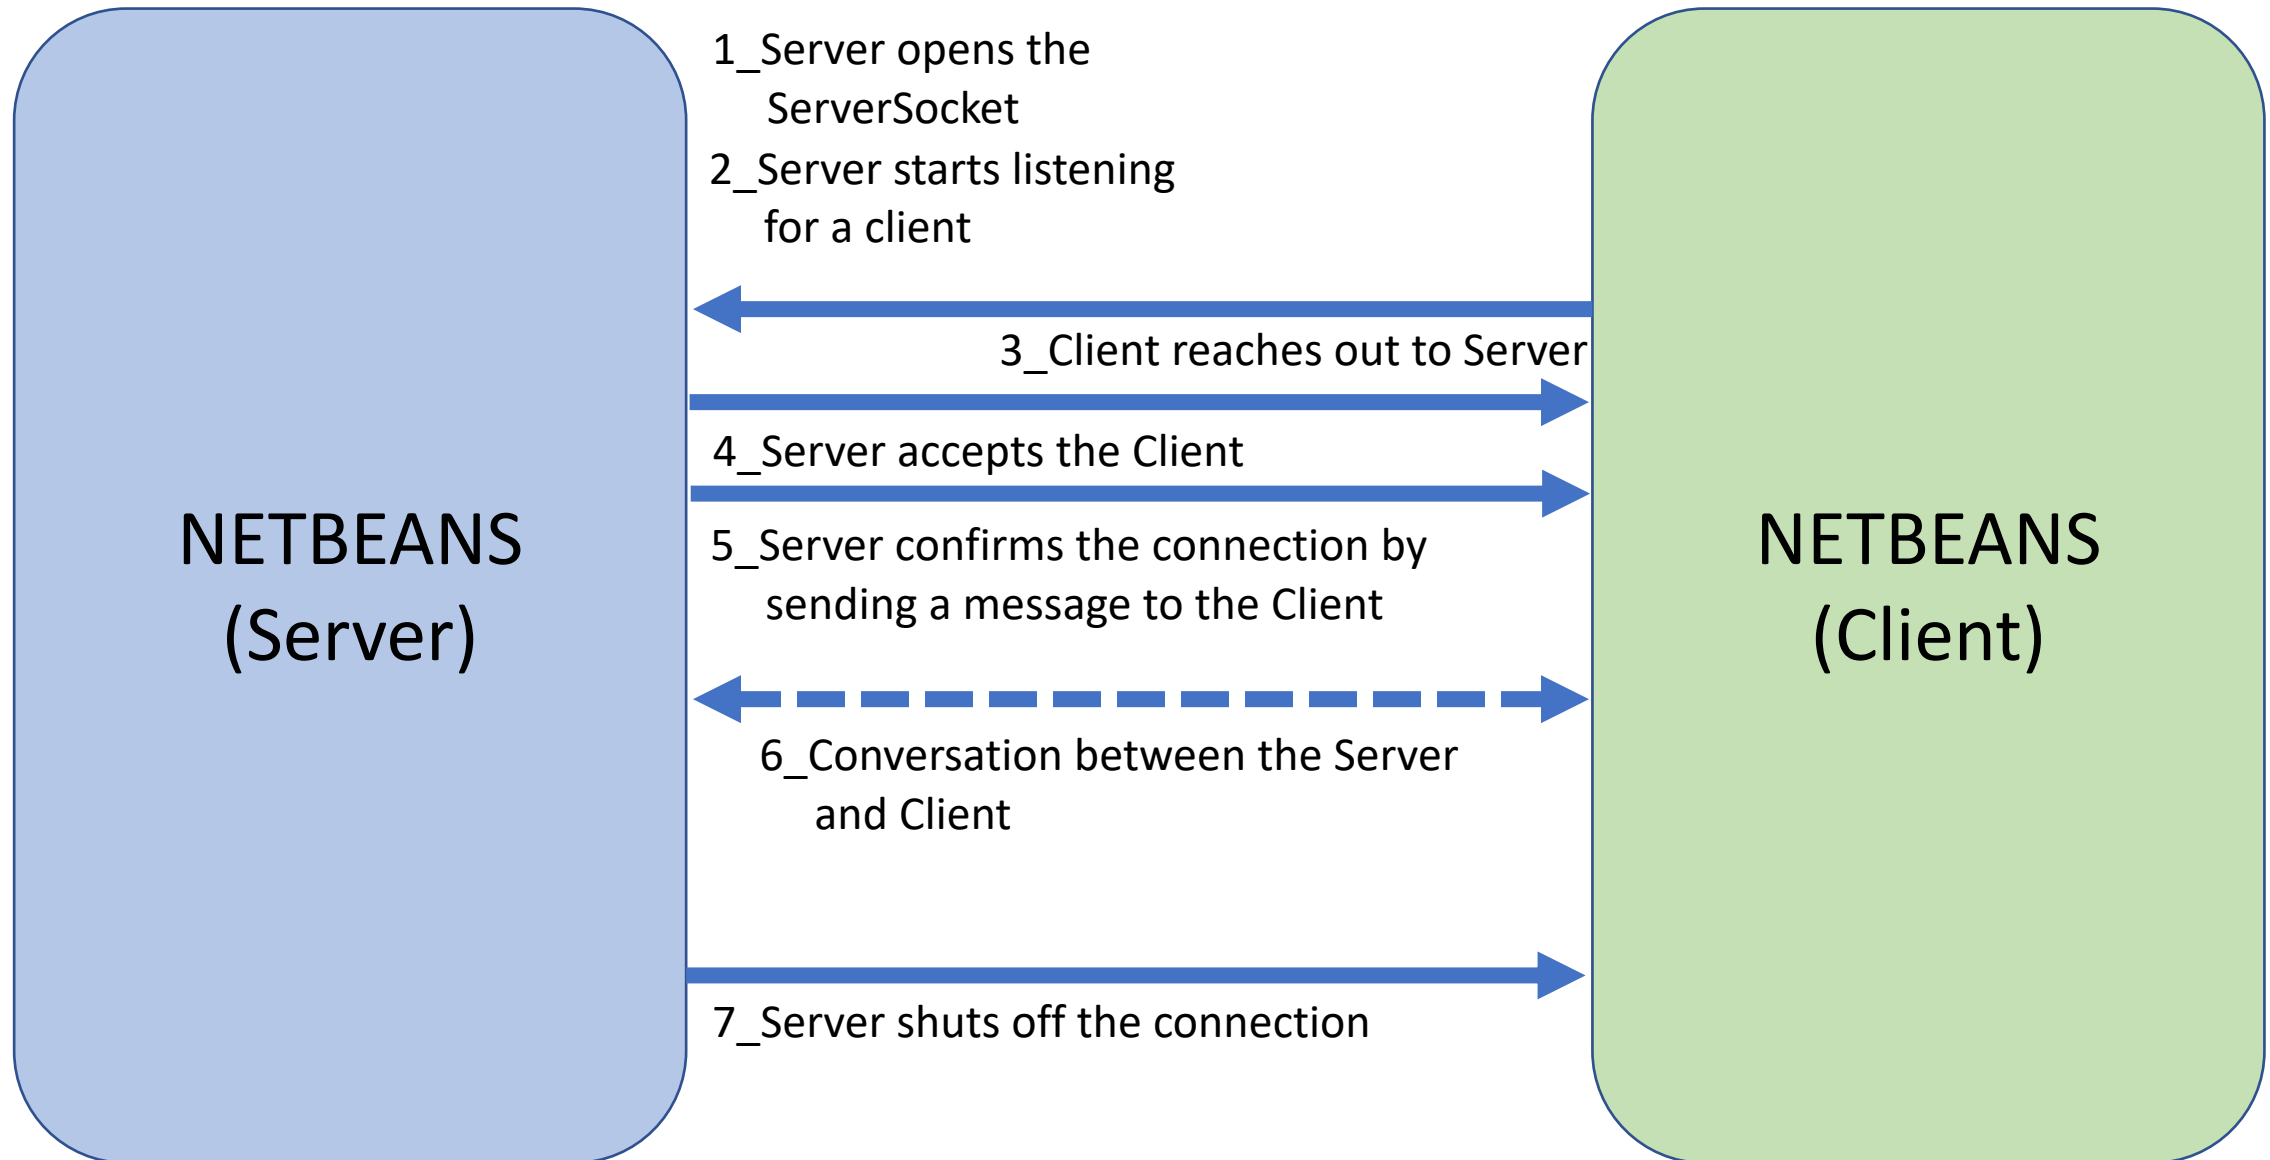 1_Server opens the
ServerSocket
2_Server starts listening
for a client
3_Client reaches out to Server
4_Server accepts the Client
5_Server confirms the connection by
sending a message to the Client
NETBEANS
(Server)
NETBEANS
(Client)
6_Conversation between the Server
and Client
7_Server shuts off the connection